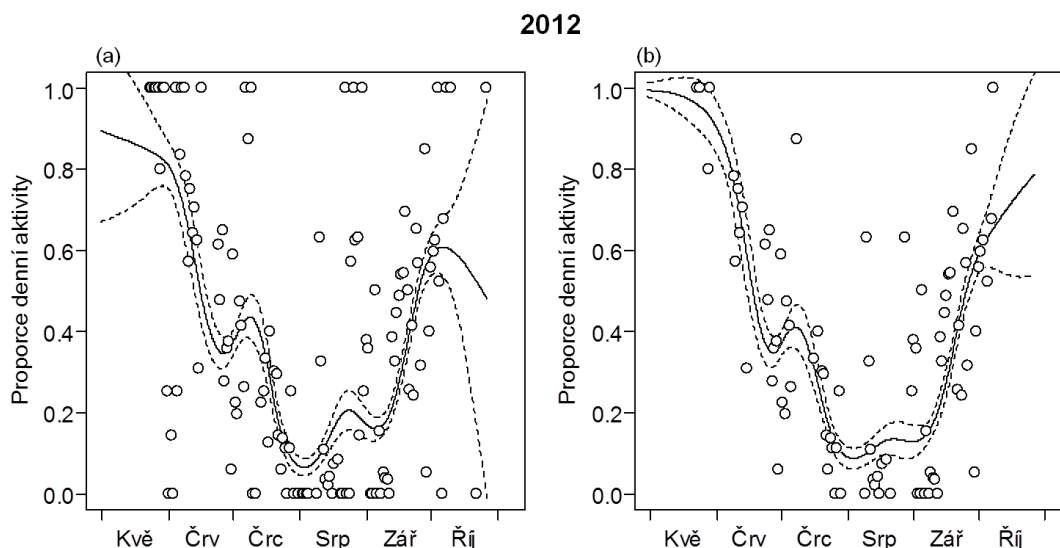 2012
(a)
Proporce denní aktivity
1.0
0.8
0.6
0.4
0.2
0.0
Kvě Črv Črc Srp Zář Říj
(b)
Proporce denní aktivity
1.0
0.8
0.6
0.4
0.2
0.0
Kvě Črv Črc Srp Zář Říj